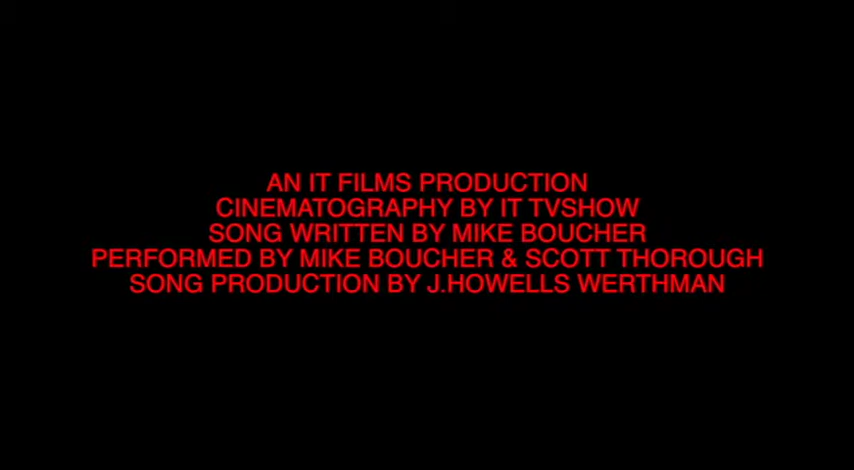 AN IT FILMS PRODUCTION
CINEMATOGRAPHY BY IT TVSHOW
SONG WRITTEN BY MIKE BOUCHER
PERFORMED BY MIKE BOUCHER & SCOTT THOROUGH
SONG PRODUCTION BY J.HOWELLS WERTHMAN